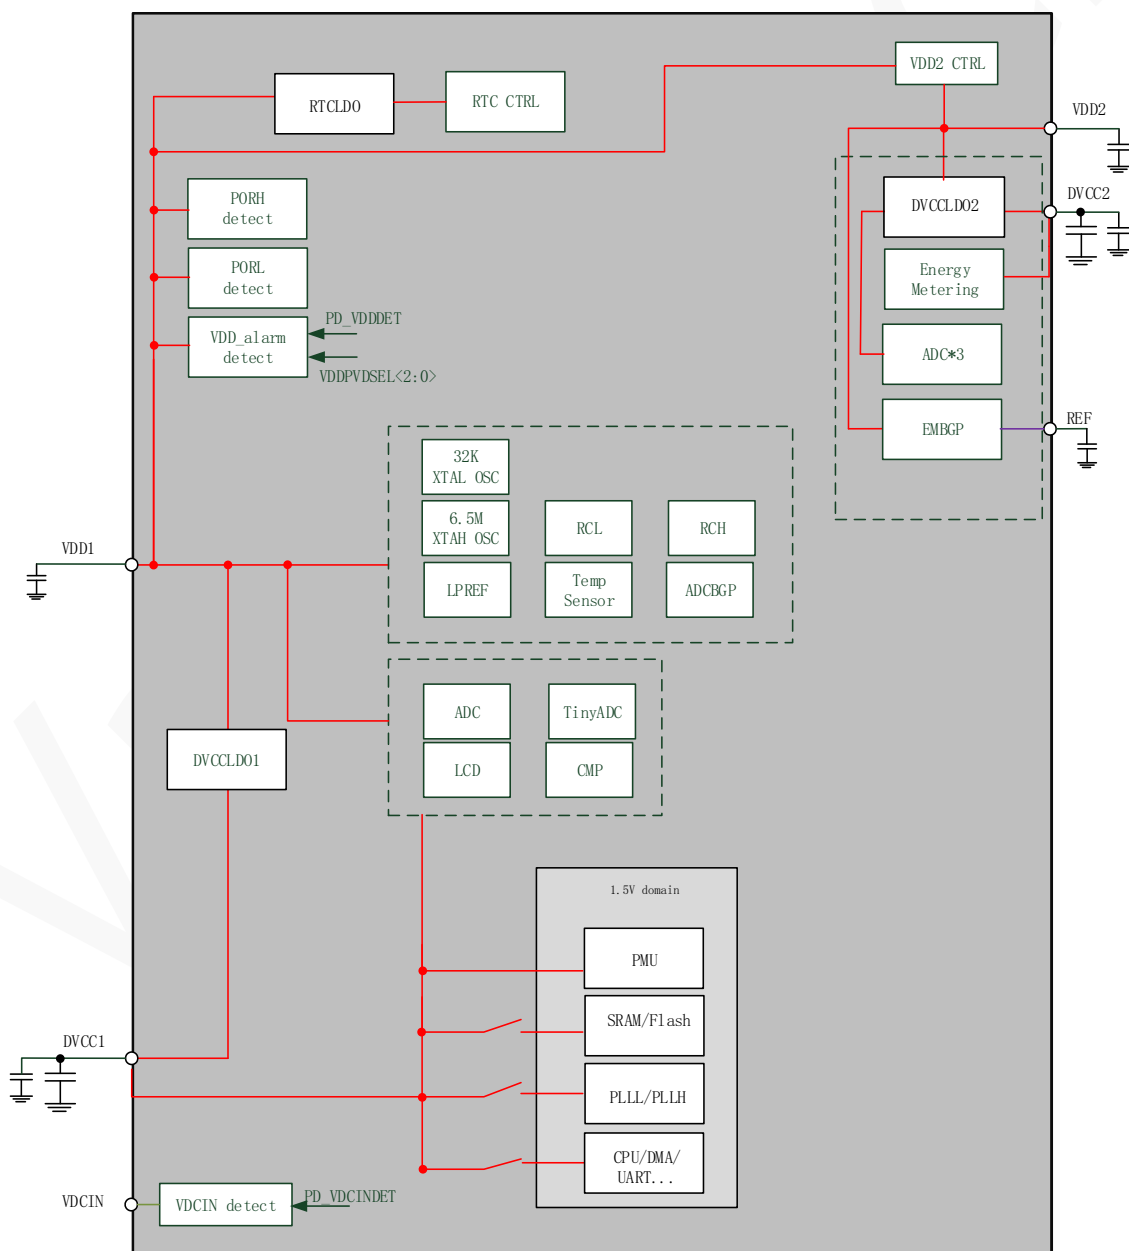 VDD2 CTRL
RTCLDO
RTC CTRL
VDD2
PORH
detect
DVCCLDO2
DVCC2
PORL
detect
Energy
Metering
PD_VDDDET
VDD_alarm
detect
VDDPVDSEL<2:0>
ADC*3
EMBGP
REF
32K
XTAL OSC
6.5M
XTAH OSC
RCL
RCH
VDD1
LPREF
Temp
Sensor
ADCBGP
ADC
TinyADC
DVCCLDO1
LCD
CMP
1.5V domain
PMU
SRAM/Flash
DVCC1
PLLL/PLLH
CPU/DMA/
UART...
VDCIN
VDCIN detect
PD_VDCINDET